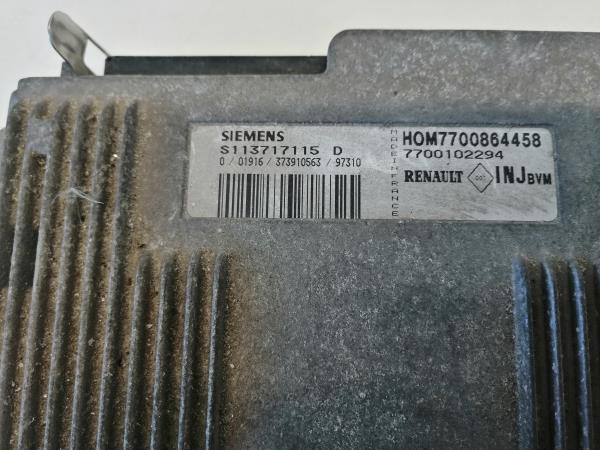 SIEMENS
S113717115 D
0 / 01916 / 373910563 / 97310
MADE IN FRANCE
HOM7700864458
7700102294
RENAULT INJ BVM